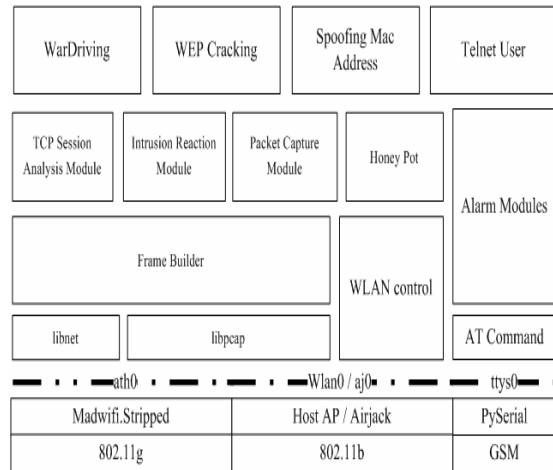 WarDriving
WEP Cracking
Spoofing Mac
Address
Telnet User
TCP Session
Analysis Module
Intrusion Reaction
Module
Packet Capture
Module
Honey Pot
Alarm Modules
Frame Builder
WLAN control
libnet
libpcap
AT Command
ath0
Wlan0 / aj0
ttys0
Madwifi.Stripped
Host AP / Airjack
PySerial
802.11g
802.11b
GSM